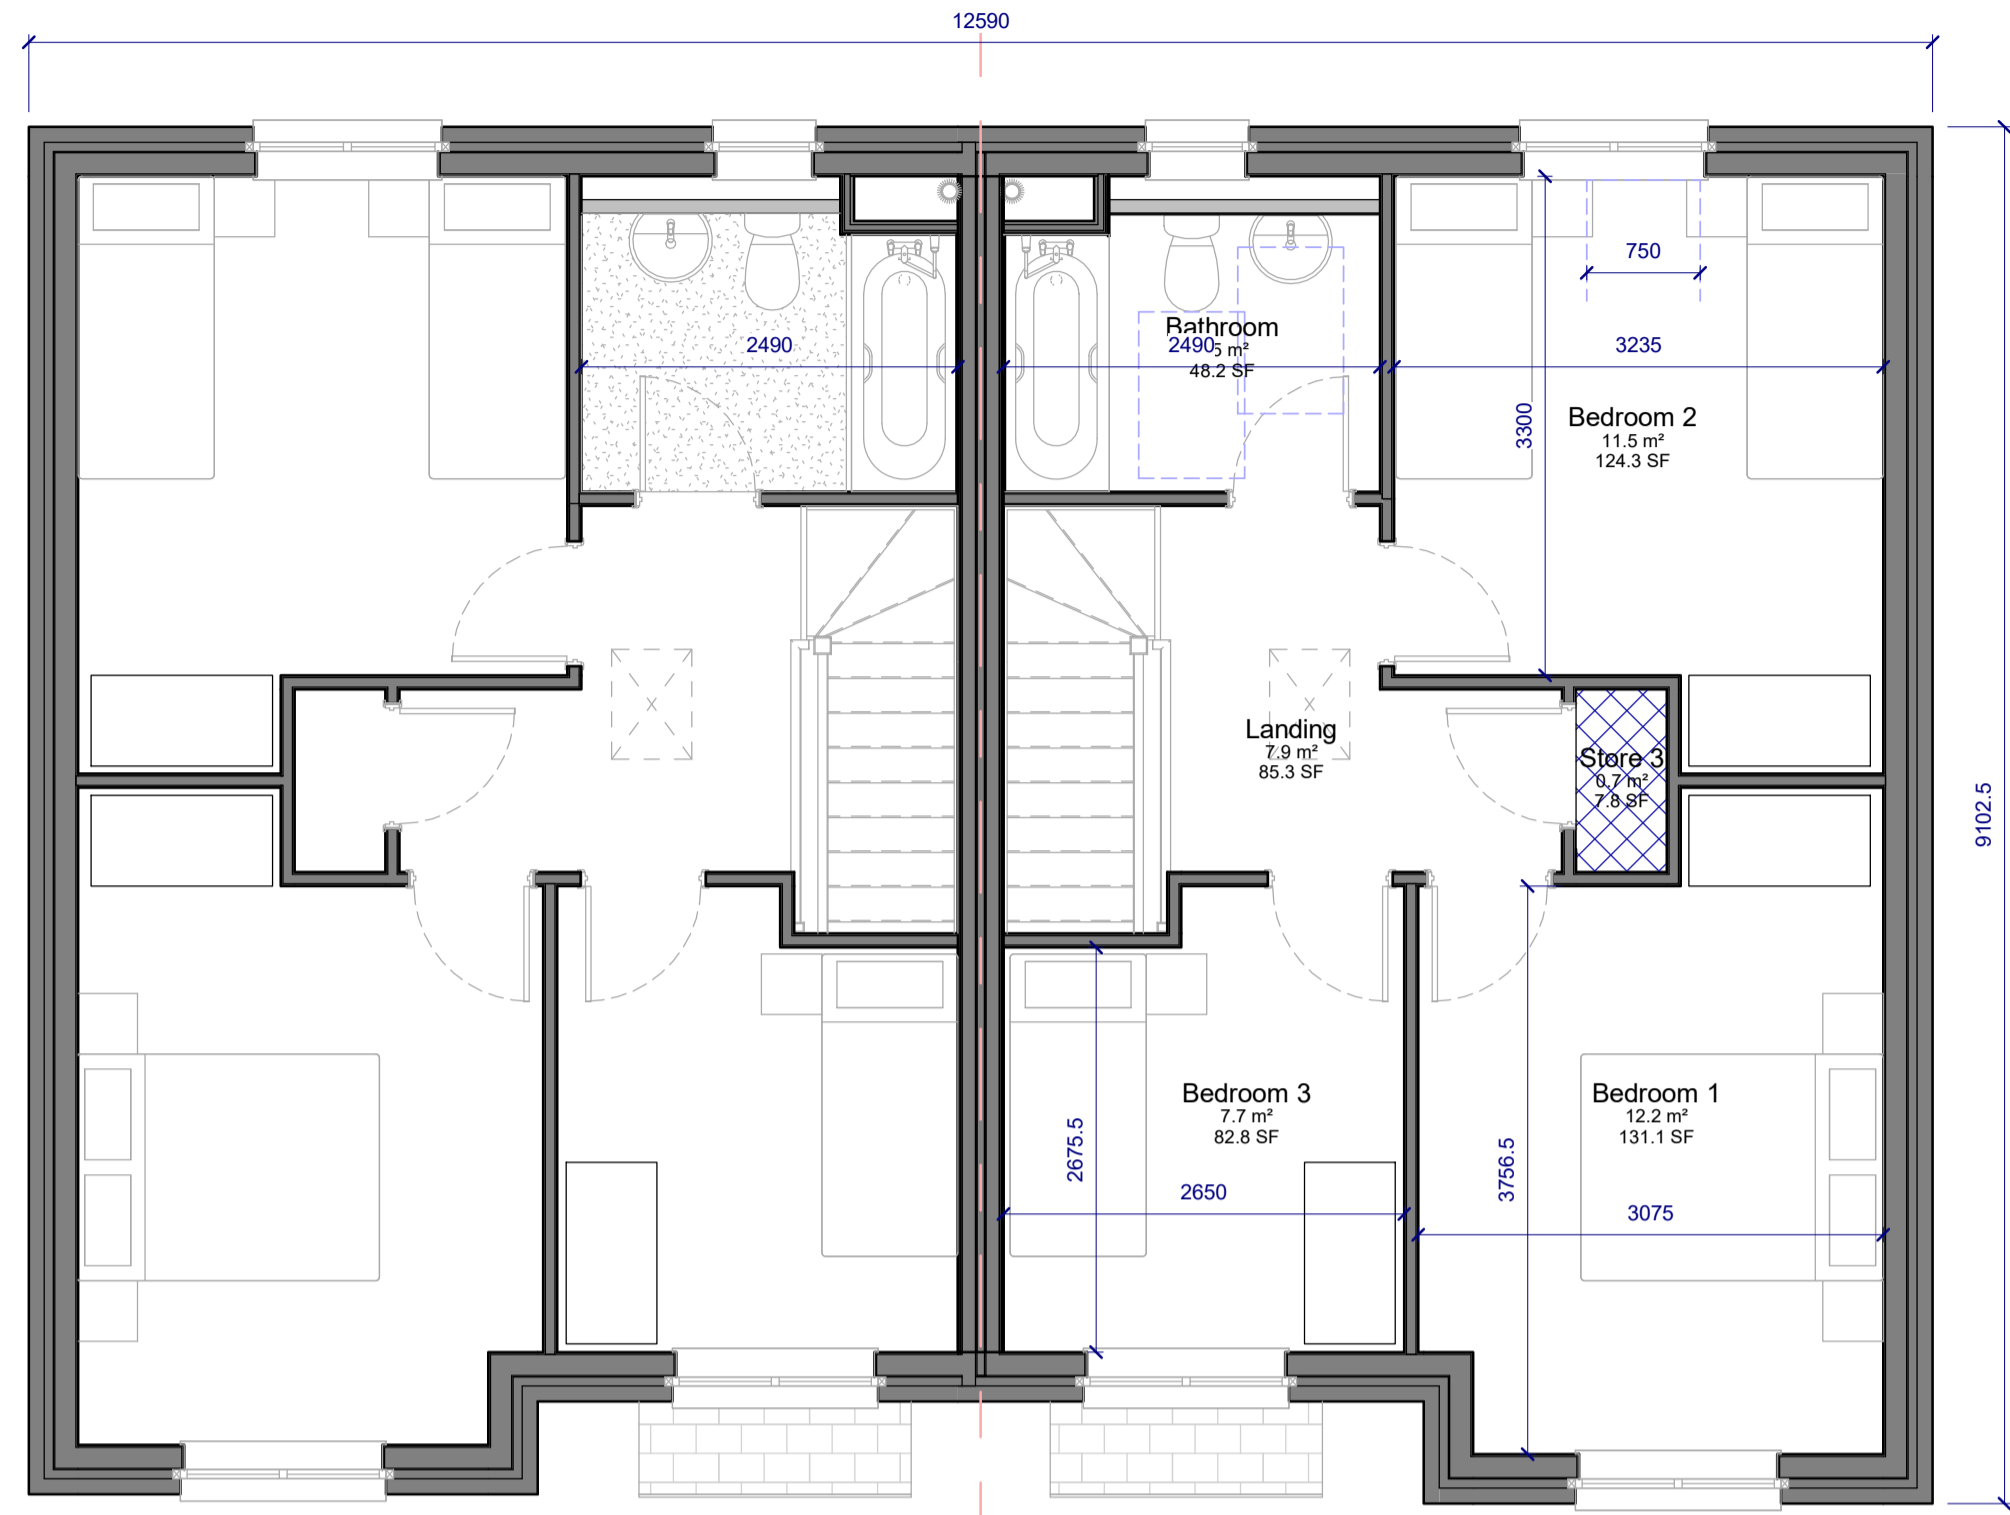 12590
750
2490
Bathroom
2490
5 m²
48.2 SF
3235
3300
Bedroom 2
11.5 m²
124.3 SF
Landing
7.9 m²
85.3 SF
Store 3
0.7 m²
7.8 SF
9102.5
Bedroom 3
7.7 m²
82.8 SF
Bedroom 1
12.2 m²
131.1 SF
2675.5
3756.5
2650
3075